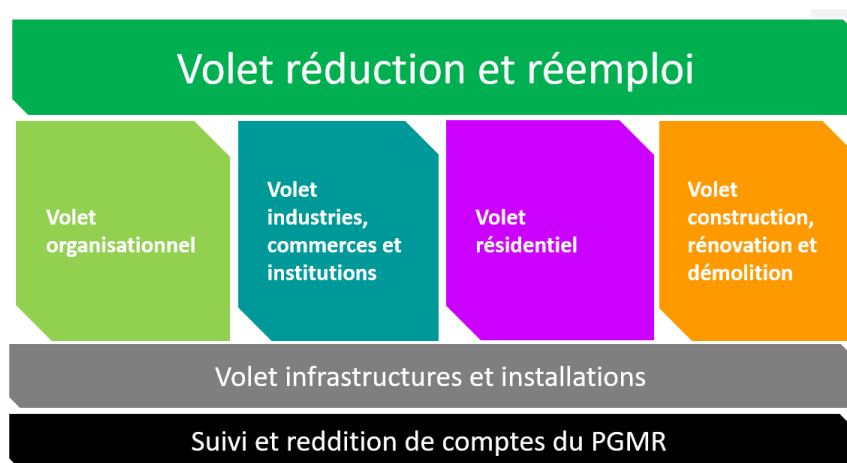 Volet réduction et réemploi
Volet
organisationnel
Volet
industries,
commerces et
institutions
Volet
résidentiel
Volet
construction,
rénovation et
démolition
Volet infrastructures et installations
Suivi et reddition de comptes du PGMR